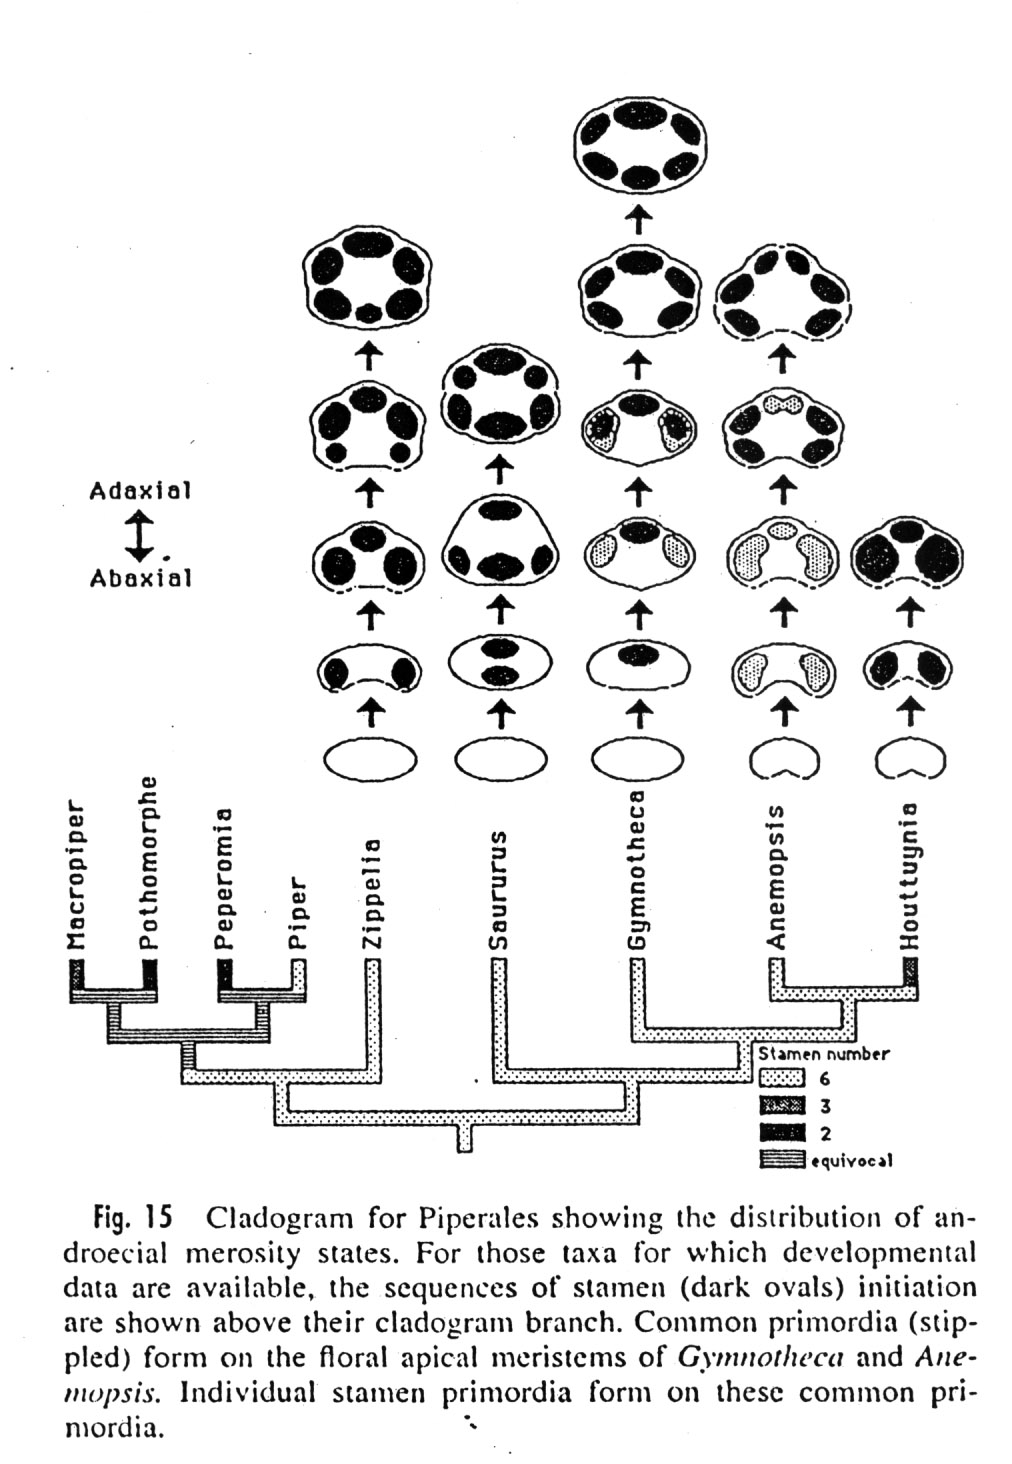 Adaxial
Abaxial
Macropiper
Pothomorphe
Peperomia
Piper
Zippelia
Saururus
Gymnotheca
Anemopsis
Houttuynia
Stamen number
6
3
2
equivocal
Fig. 15 Cladogram for Piperales showing the distribution of an-
droecial merosity states. For those taxa for which developmental
data are available, the sequences of stamen (dark ovals) initiation
are shown above their cladogram branch. Common primordia (stip-
pled) form on the floral apical meristems of Gymnotheca and Ane-
mopsis. Individual stamen primordia form on these common pri-
mordia.